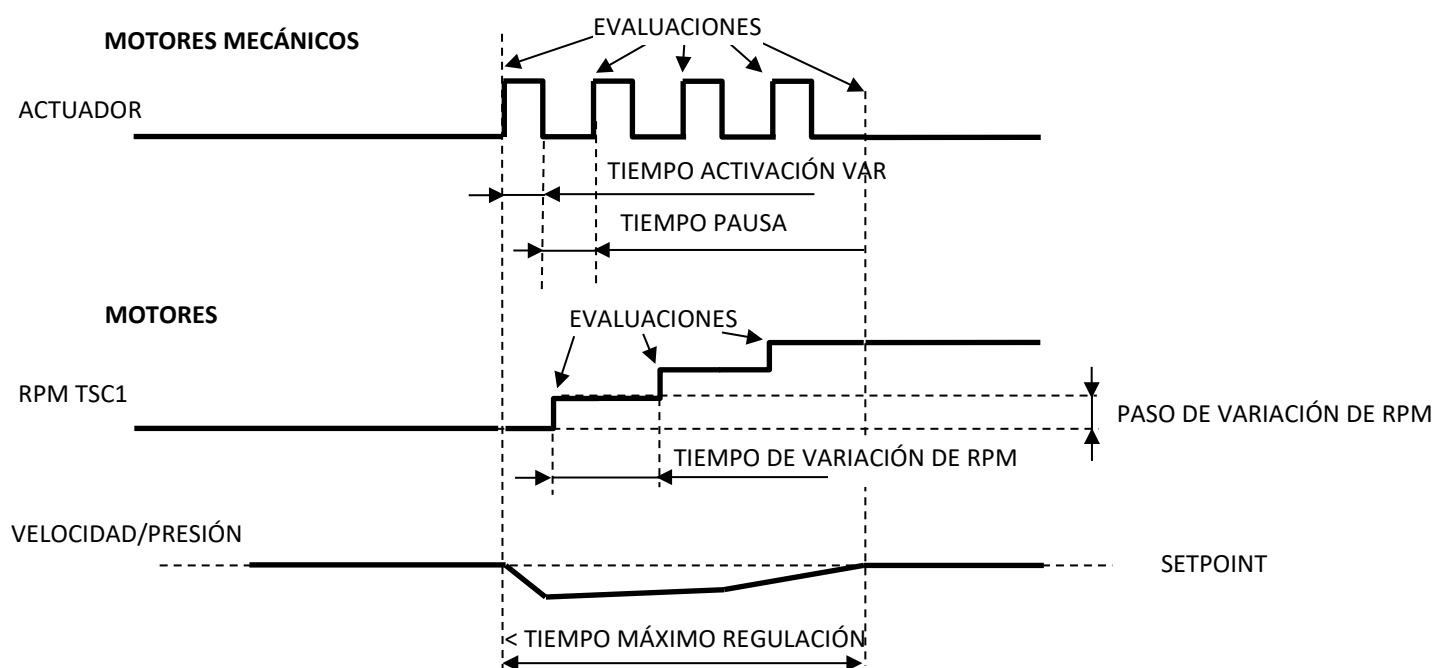 EVALUACIONES
MOTORES MECÁNICOS
ACTUADOR
TIEMPO ACTIVACIÓN VAR
TIEMPO PAUSA
MOTORES
EVALUACIONES
RPM TSC1
PASO DE VARIACIÓN DE RPM
TIEMPO DE VARIACIÓN DE RPM
VELOCIDAD/PRESIÓN
SETPOINT
< TIEMPO MÁXIMO REGULACIÓN